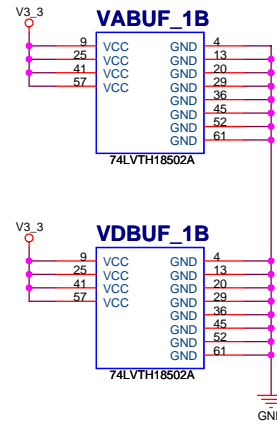 V3_3
VABUF_1B
9 VCC GND 4
25 VCC GND 13
41 VCC GND 20
57 VCC GND 29
GND 36
GND 45
GND 52
GND 61
74LVTH18502A
V3_3
VDBUF_1B
9 VCC GND 4
25 VCC GND 13
41 VCC GND 20
57 VCC GND 29
GND 36
GND 45
GND 52
GND 61
74LVTH18502A
GND